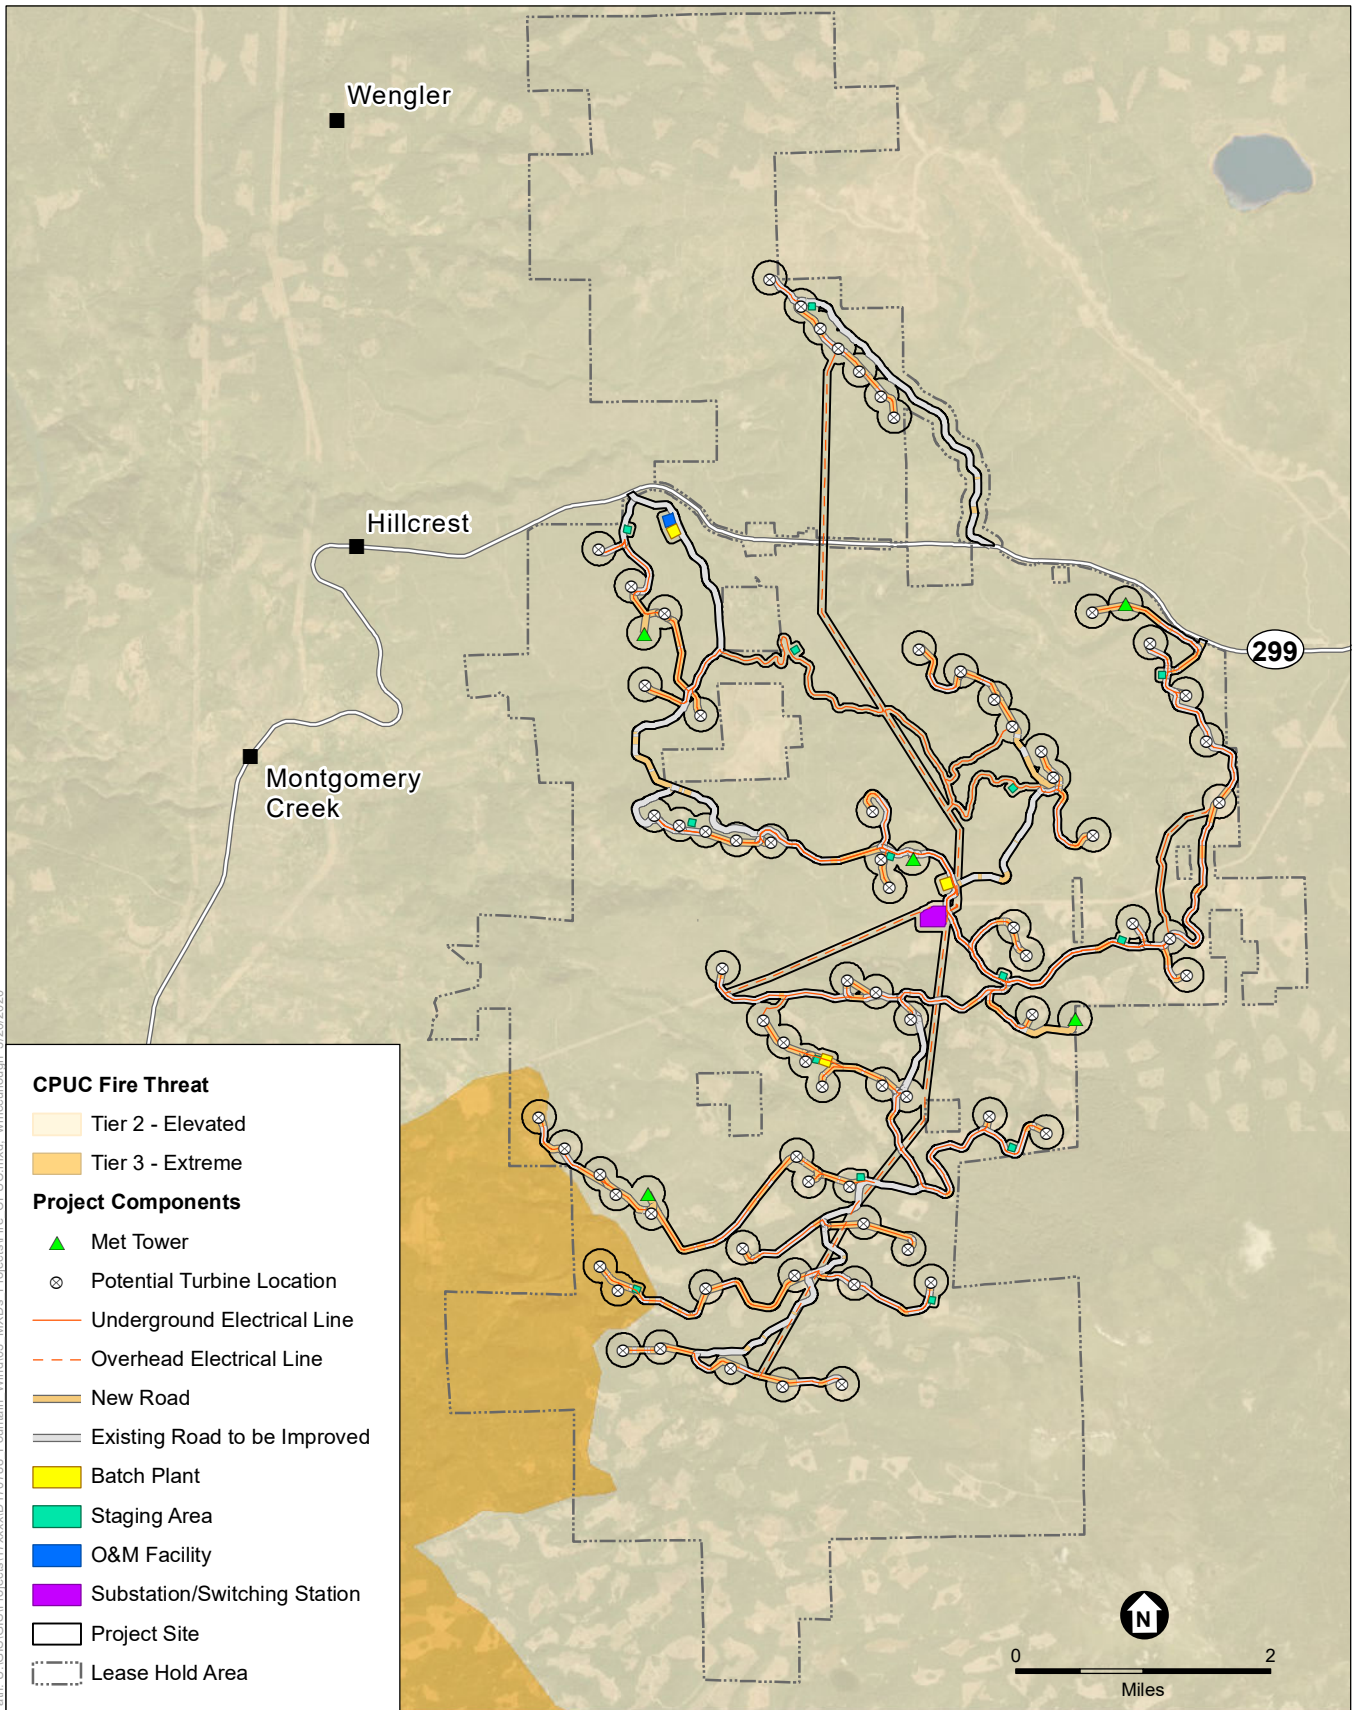 Wengler
Hillcrest
299
Montgomery
Creek
CPUC Fire Threat
Tier 2 - Elevated
Tier 3 - Extreme
Project Components
Met Tower
Potential Turbine Location
Underground Electrical Line
Overhead Electrical Line
New Road
Existing Road to be Improved
Batch Plant
Staging Area
O&M Facility
Substation/Switching Station
Project Site
Lease Hold Area
N
0 2
Miles